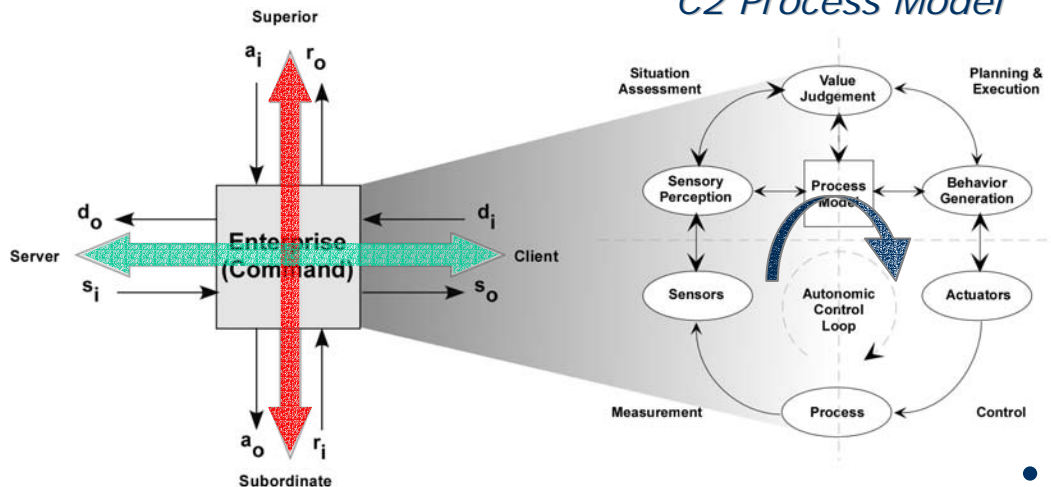 C2 Process Model
Superior
a i
r o
d o
d i
Server
Enterprise
(Command)
Client
s i
s o
a o
r i
Subordinate
Situation
Assessment
Planning &
Execution
Value
Judgement
Sensory
Perception
Process
Model
Behavior
Generation
Sensors
Autonomic
Control
Loop
Actuators
Measurement
Process
Control